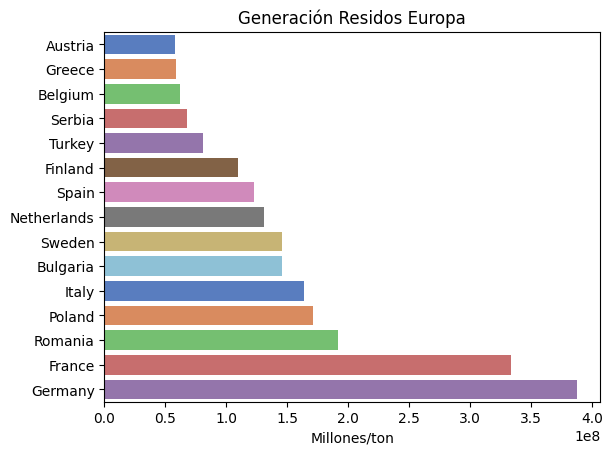 Generación Residos Europa
Austria
Greece
Belgium
Serbia
Turkey
Finland
Spain
Netherlands
Sweden
Bulgaria
Italy
Poland
Romania
France
Germany
0.0 0.5 1.0 1.5 2.0 2.5 3.0 3.5 4.0
1e8
Millones/ton